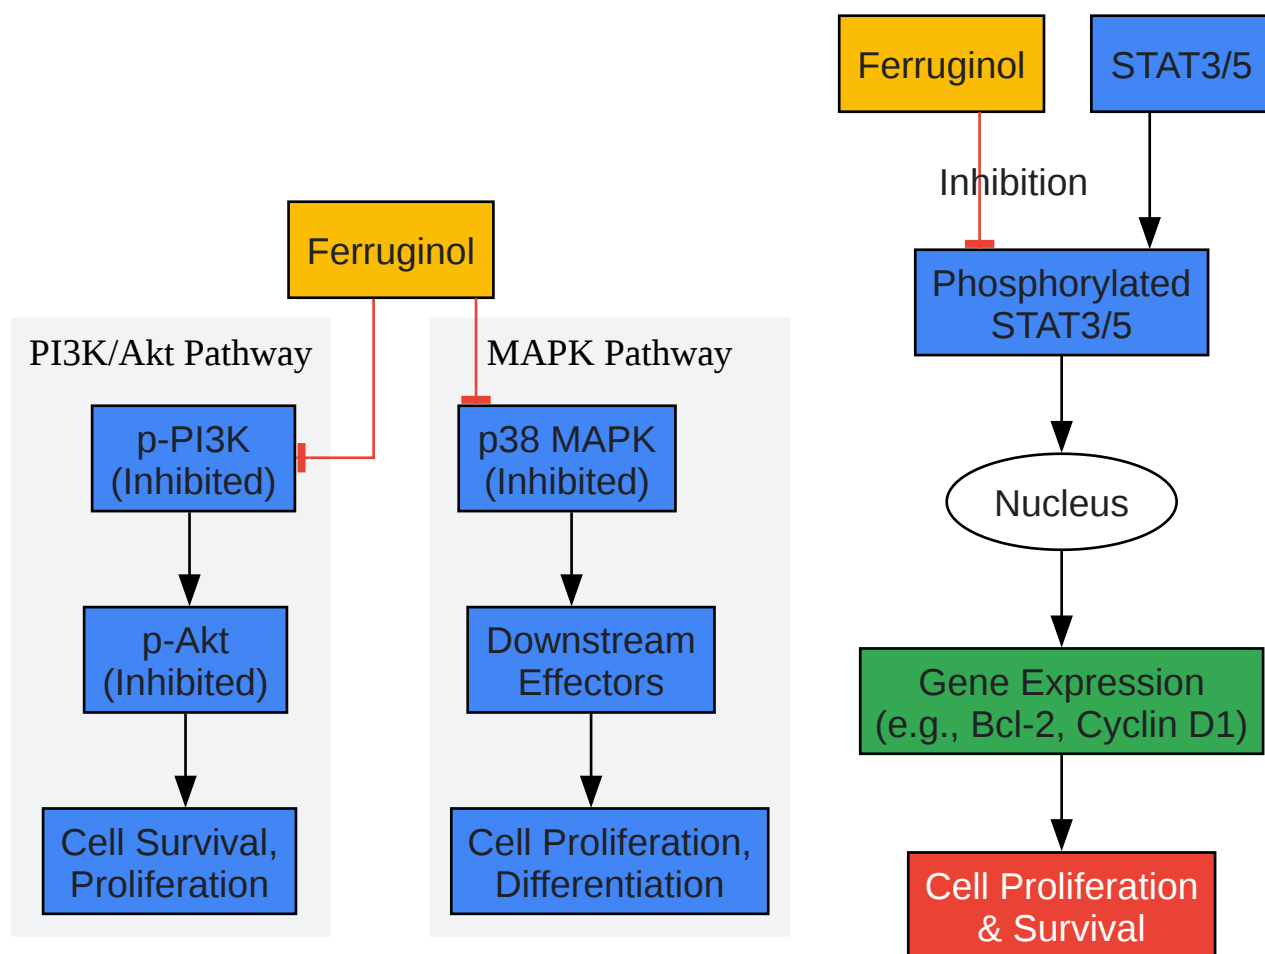 Ferruginol
PI3K/Akt Pathway
p-PI3K
(Inhibited)
p-Akt
(Inhibited)
Cell Survival,
Proliferation
MAPK Pathway
p38 MAPK
(Inhibited)
Downstream
Effectors
Cell Proliferation,
Differentiation
Ferruginol
STAT3/5
Inhibition
Phosphorylated
STAT3/5
Nucleus
Gene Expression
(e.g., Bcl-2, Cyclin D1)
Cell Proliferation
& Survival